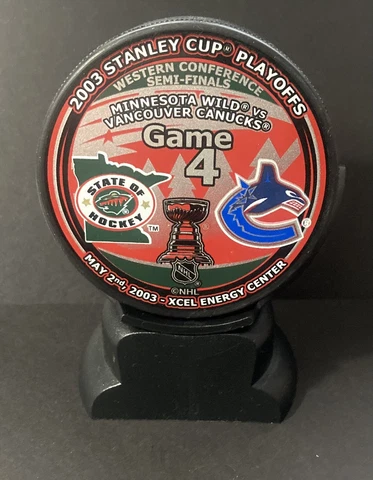 2003 STANLEY CUP® PLAYOFFS
WESTERN CONFERENCE
SEMI-FINALS
MINNESOTA WILD® VS
VANCOUVER CANUCKS®
Game
4
STATE OF
HOCKEY
TM
®
NHL
©NHL
MAY 2nd, 2003 - XCEL ENERGY CENTER